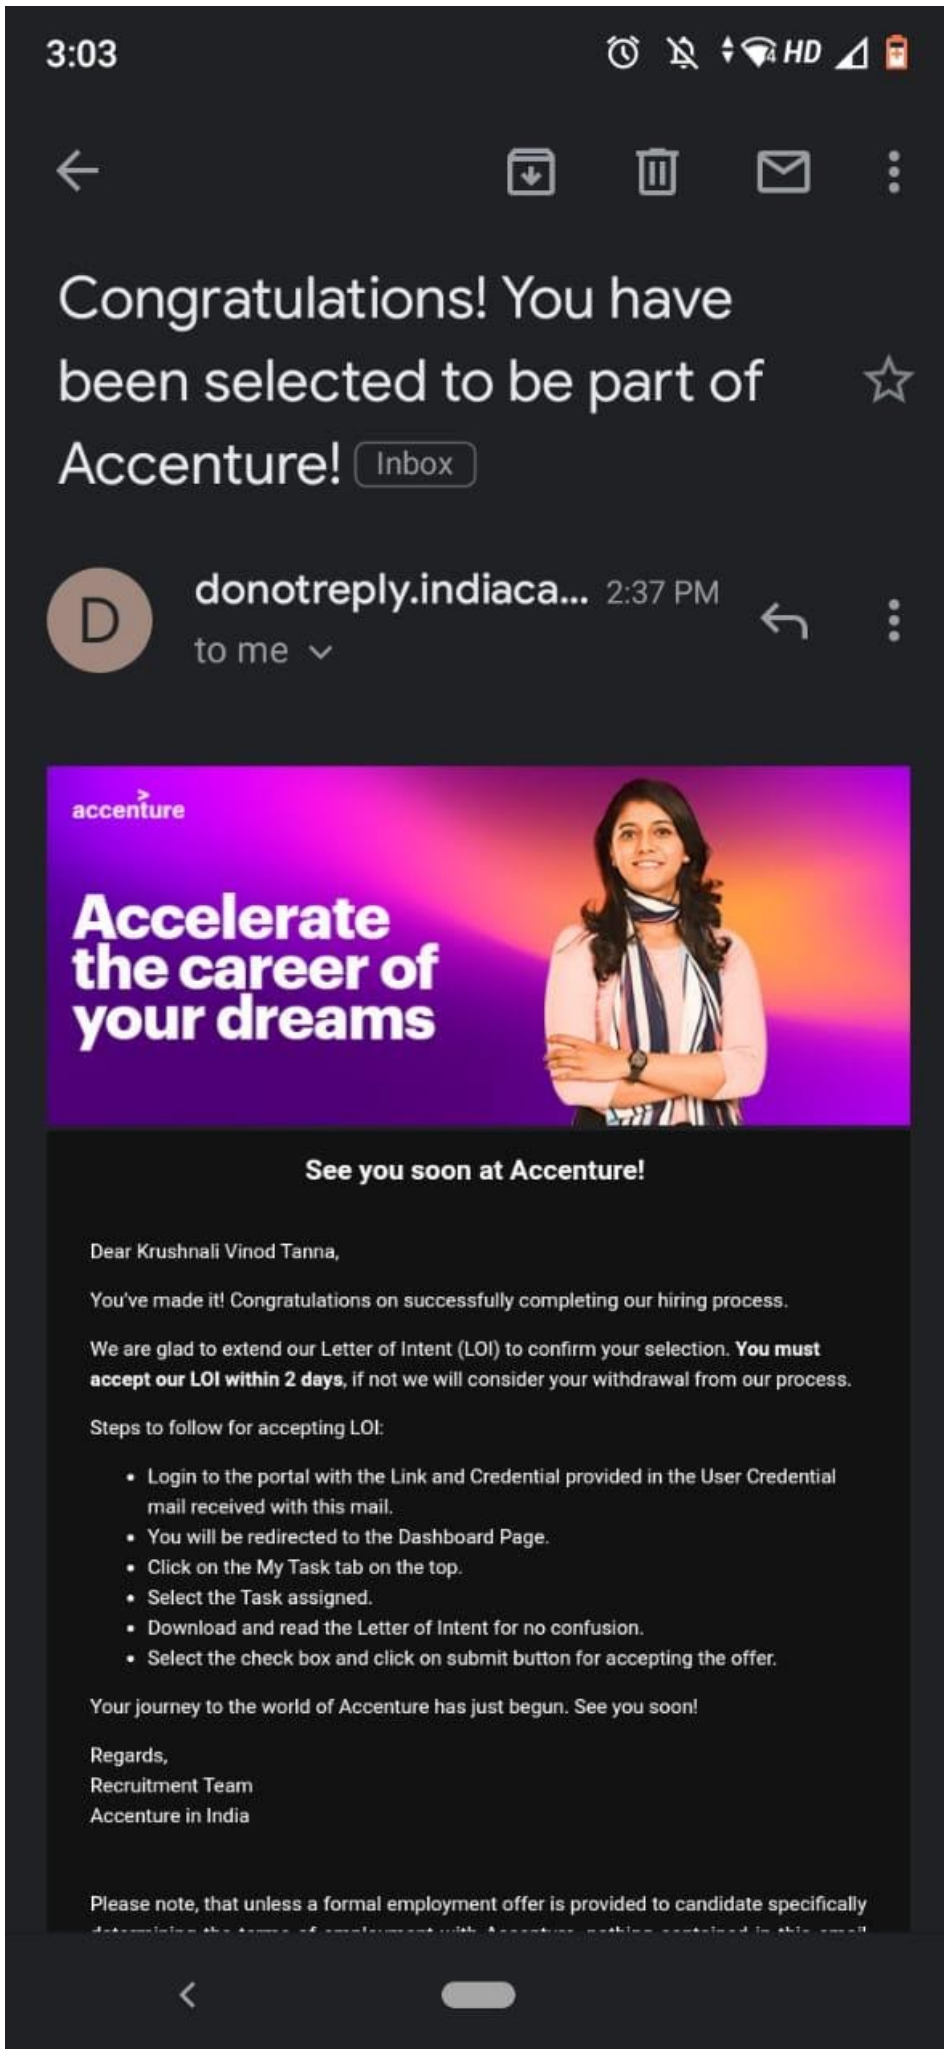 3:03
4 HD
Congratulations! You have
been selected to be part of
Accenture! Inbox
D
donotreply.indiaca... 2:37 PM
to me
accenture
Accelerate
the career of
your dreams
See you soon at Accenture!
Dear Krushnali Vinod Tanna,
You've made it! Congratulations on successfully completing our hiring process.
We are glad to extend our Letter of Intent (LOI) to confirm your selection. You must
accept our LOI within 2 days, if not we will consider your withdrawal from our process.
Steps to follow for accepting LOI:
• Login to the portal with the Link and Credential provided in the User Credential
mail received with this mail.
• You will be redirected to the Dashboard Page.
• Click on the My Task tab on the top.
• Select the Task assigned.
• Download and read the Letter of Intent for no confusion.
• Select the check box and click on submit button for accepting the offer.
Your journey to the world of Accenture has just begun. See you soon!
Regards,
Recruitment Team
Accenture in India
Please note, that unless a formal employment offer is provided to candidate specifically